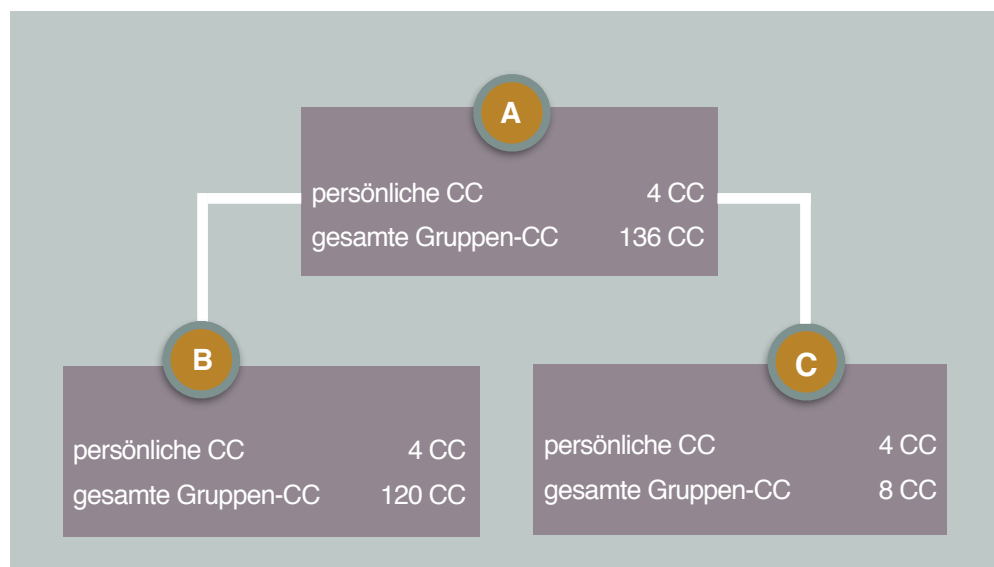 A
persönliche CC 4 CC
gesamte Gruppen-CC 136 CC
B
persönliche CC 4 CC
gesamte Gruppen-CC 120 CC
C
persönliche CC 4 CC
gesamte Gruppen-CC 8 CC